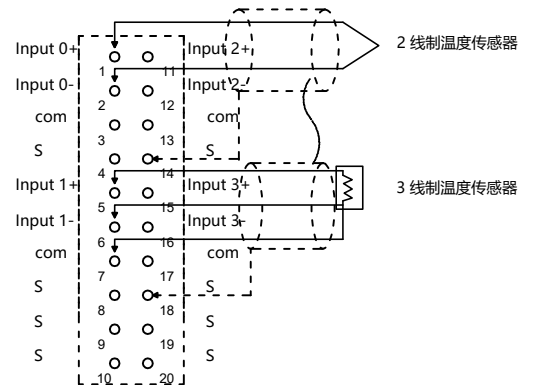 2 线制温度传感器
Input 0+ Input 2+
1 11
Input 0- Input 2-
2 12
com com
3 13
S S
4 14
Input 1+ Input 3+
5 15
Input 1- Input 3-
6 16
com com
7 17
S S
8 18
S S
9 19
S S
10 20
3 线制温度传感器